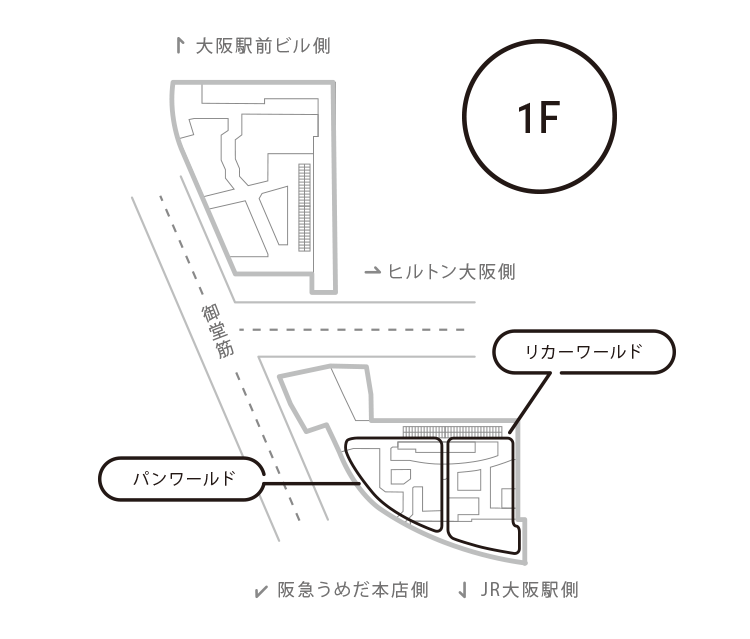 大阪駅前ビル側
1F
ヒルトン大阪側
御堂筋
リカーワールド
パンワールド
阪急うめだ本店側
JR大阪駅側